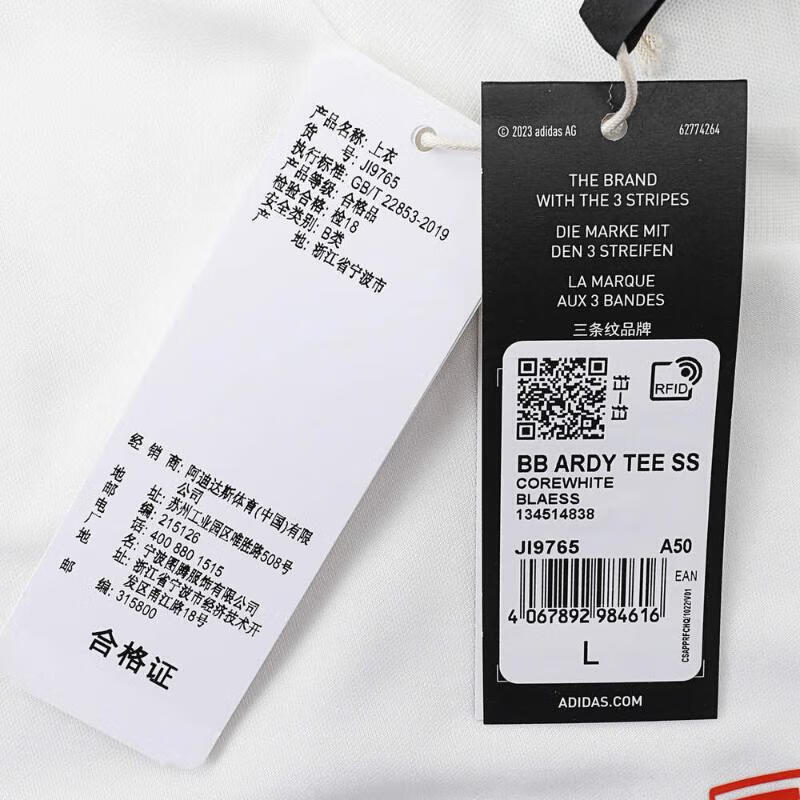 产品名称: 上衣
货 号: JI9765
执行标准: GB/T 22853-2019
产品等级: 合格品
检验合格: 检18
安全类别: B类
产 地: 浙江省宁波市
经 销 商: 阿迪达斯体育(中国)有限
公司
地 址: 苏州工业园区唯胜路508号
邮 编: 215126
电 话: 400 880 1515
厂 名: 宁波图腾服饰有限公司
地 址: 浙江省宁波市经济技术开
发区甬江路18号
邮 编: 315800
合格证
© 2023 adidas AG
62774264
THE BRAND
WITH THE 3 STRIPES
DIE MARKE MIT
DEN 3 STREIFEN
LA MARQUE
AUX 3 BANDES
三条纹品牌
RFID
BB ARDY TEE SS
COREWHITE
BLAESS
134514838
JI9765 A50
EAN
4 067892 984616
L
CSAPPRFCHQ/1022/V01
ADIDAS.COM